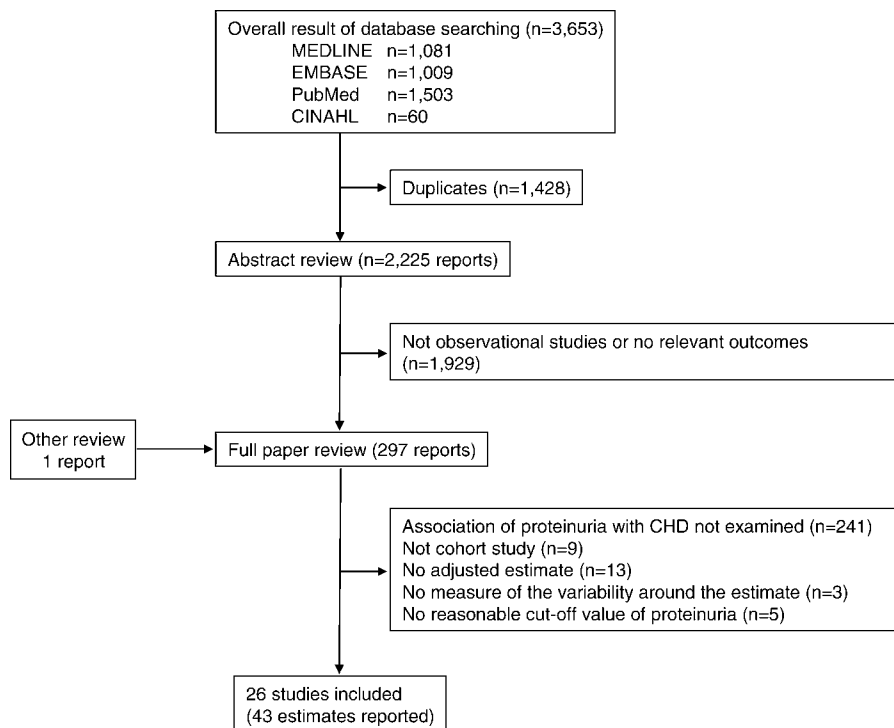 Overall result of database searching (n=3,653)
MEDLINE n=1,081
EMBASE n=1,009
PubMed n=1,503
CINAHL n=60
Duplicates (n=1,428)
Abstract review (n=2,225 reports)
Not observational studies or no relevant outcomes
(n=1,929)
Other review
1 report
Full paper review (297 reports)
Association of proteinuria with CHD not examined (n=241)
Not cohort study (n=9)
No adjusted estimate (n=13)
No measure of the variability around the estimate (n=3)
No reasonable cut-off value of proteinuria (n=5)
26 studies included
(43 estimates reported)